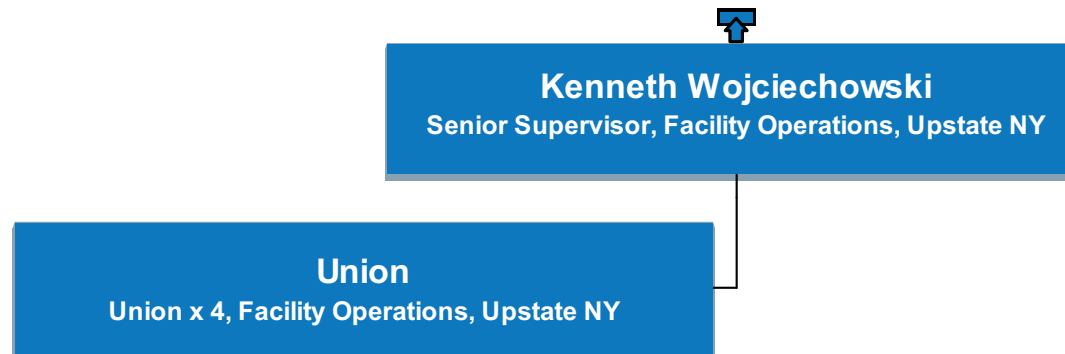 Kenneth Wojciechowski
Senior Supervisor, Facility Operations, Upstate NY
Union
Union x 4, Facility Operations, Upstate NY